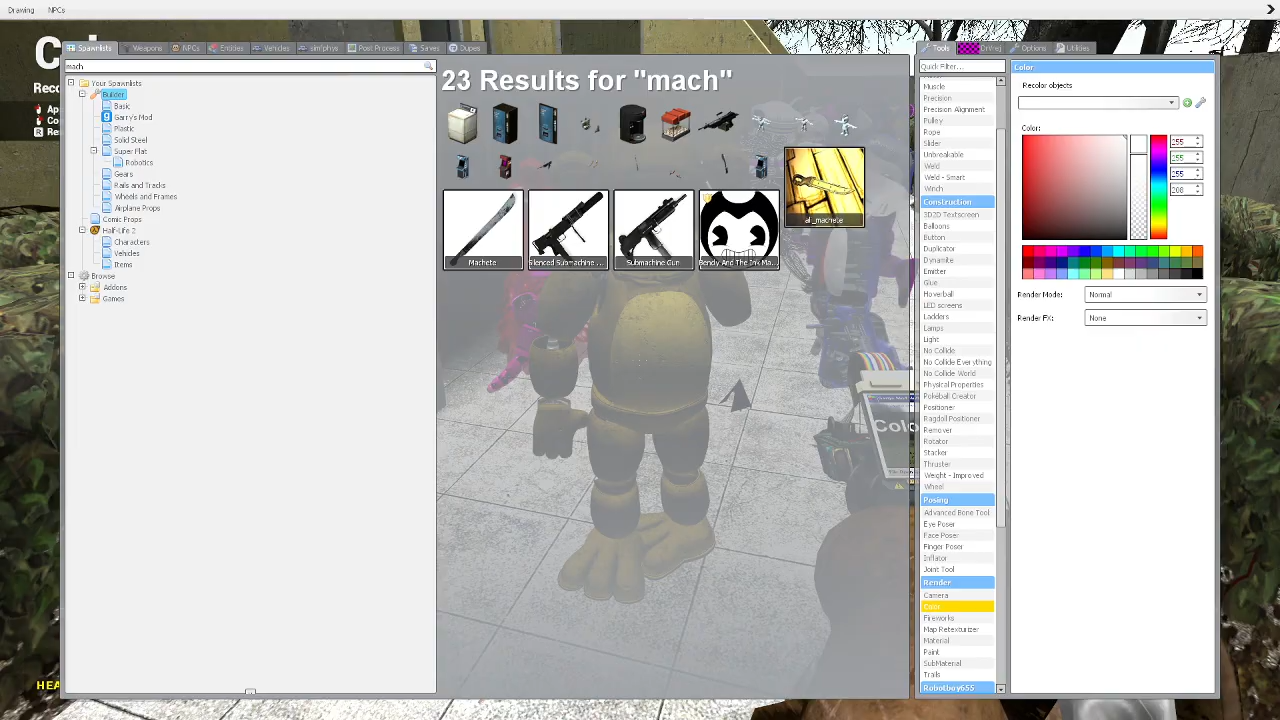 Drawing NPCs
Spawnlists Weapons NPCs Entities Vehicles simfphys Post Process Saves Dupes
mach
Your Spawnlists
Builder
Basic
Garry's Mod
Plastic
Solid Steel
Super Flat
Robotics
Gears
Rails and Tracks
Wheels and Frames
Airplane Props
Comic Props
Half-Life 2
Characters
Vehicles
Items
Browse
Addons
Games
23 Results for "mach"
ali_machete
Machete
Silenced Submachine ...
Submachine Gun
Bendy And The Ink Ma...
Tools DrVrej Options Utilities
Quick Filter...
Muscle
Precision
Precision Alignment
Pulley
Rope
Slider
Unbreakable
Weld
Weld - Smart
Winch
Construction
3D2D Textscreen
Balloons
Button
Duplicator
Dynamite
Emitter
Glue
Hoverball
LED screens
Ladders
Lamps
Light
No Collide
No Collide Everything
No Collide World
Physical Properties
Pokeball Creator
Positioner
Ragdoll Positioner
Remover
Rotator
Stacker
Thruster
Weight - Improved
Wheel
Posing
Advanced Bone Tool
Eye Poser
Face Poser
Finger Poser
Inflator
Joint Tool
Render
Camera
Color
Fireworks
Map Retexturizer
Material
Paint
SubMaterial
Trails
Robotboy655
Color
Recolor objects
Color:
255
255
255
208
Render Mode: Normal
Render FX: None